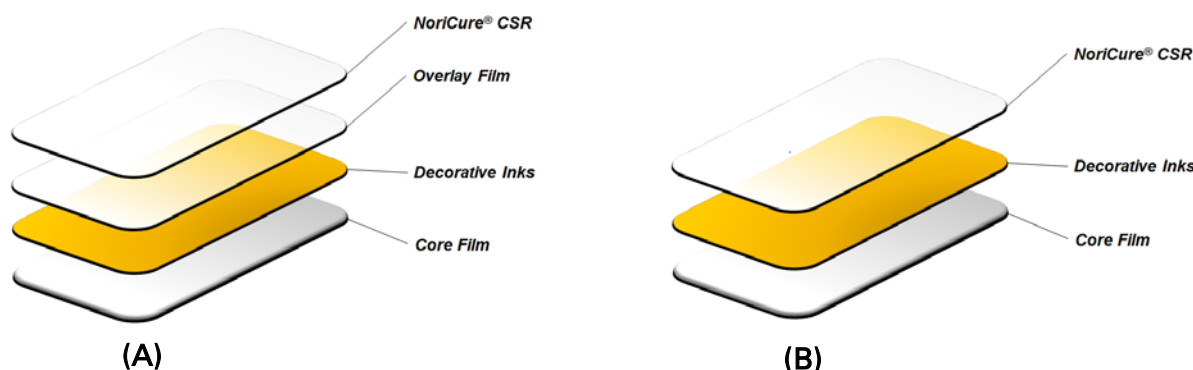 NoriCure® CSR
Overlay Film
Decorative Inks
Core Film
(A)
NoriCure® CSR
Decorative Inks
Core Film
(B)